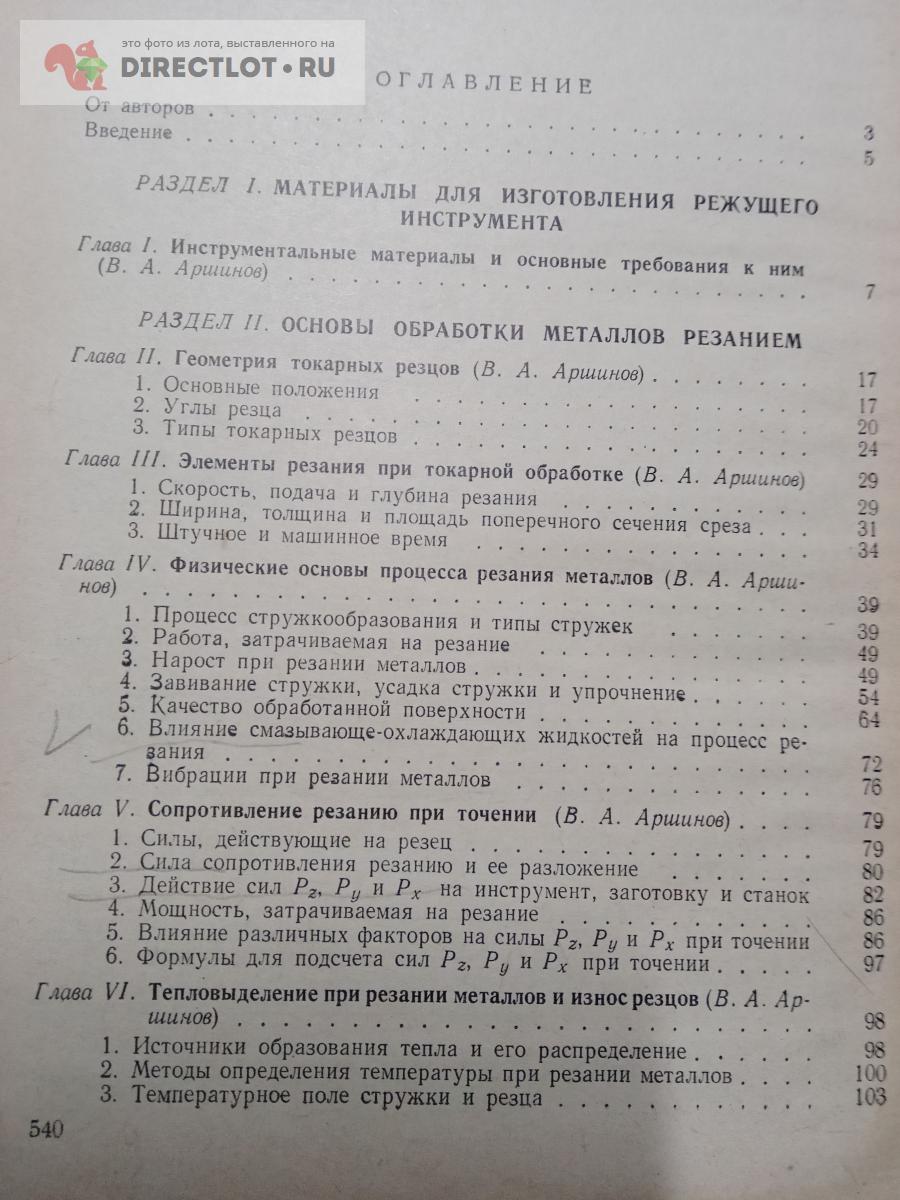 это фото из лота, выставленного на
DIRECTLOT.RU
ОГЛАВЛЕНИЕ
От авторов . . . . . . . . . . 3
Введение . . . . . . . . . . 5
РАЗДЕЛ I. МАТЕРИАЛЫ ДЛЯ ИЗГОТОВЛЕНИЯ РЕЖУЩЕГО
ИНСТРУМЕНТА
Глава I. Инструментальные материалы и основные требования к ним
(В. А. Аршинов) . . . . . . . . . . 7
РАЗДЕЛ II. ОСНОВЫ ОБРАБОТКИ МЕТАЛЛОВ РЕЗАНИЕМ
Глава II. Геометрия токарных резцов (В. А. Аршинов) . . . . . . . . 17
1. Основные положения . . . . . . . . . . 17
2. Углы резца . . . . . . . . . . 20
3. Типы токарных резцов . . . . . . . . . . 24
Глава III. Элементы резания при токарной обработке (В. А. Аршинов) 29
1. Скорость, подача и глубина резания . . . . . . . . . . 29
2. Ширина, толщина и площадь поперечного сечения среза . . . 31
3. Штучное и машинное время . . . . . . . . . . 34
Глава IV. Физические основы процесса резания металлов (В. А. Арши-
нов) . . . . . . . . . . 39
1. Процесс стружкообразования и типы стружек . . . . . . 39
2. Работа, затрачиваемая на резание . . . . . . . . . . 49
3. Нарост при резании металлов . . . . . . . . . . 49
4. Завивание стружки, усадка стружки и упрочнение . . . . . 54
5. Качество обработанной поверхности . . . . . . . . . . 64
6. Влияние смазывающе-охлаждающих жидкостей на процесс ре-
зания . . . . . . . . . . 72
7. Вибрации при резании металлов . . . . . . . . . . 76
Глава V. Сопротивление резанию при точении (В. А. Аршинов) . . . . 79
1. Силы, действующие на резец . . . . . . . . . . 79
2. Сила сопротивления резанию и ее разложение . . . . . . 80
3. Действие сил Pz, Py и Px на инструмент, заготовку и станок 82
4. Мощность, затрачиваемая на резание . . . . . . . . . . 86
5. Влияние различных факторов на силы Pz, Py и Px при точении 86
6. Формулы для подсчета сил Pz, Py и Px при точении . . . . . 97
Глава VI. Тепловыделение при резании металлов и износ резцов (В. А. Ар-
шинов) . . . . . . . . . . 98
1. Источники образования тепла и его распределение . . . . . . 98
2. Методы определения температуры при резании металлов . . . . 100
3. Температурное поле стружки и резца . . . . . . . . . . 103
540